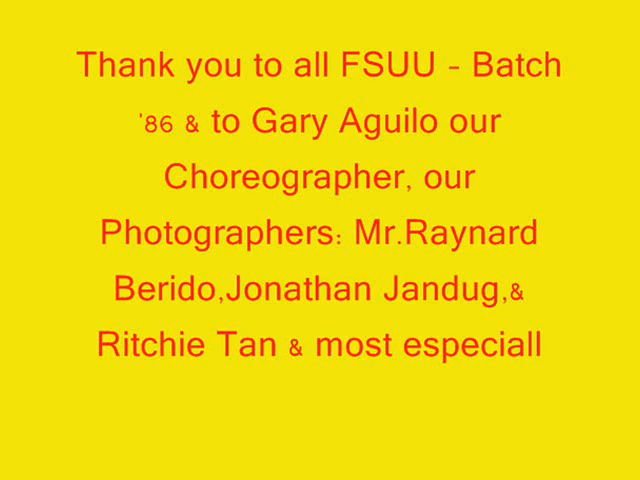 Thank you to all FSUU - Batch
'86 & to Gary Aguilo our
Choreographer, our
Photographers: Mr.Raynard
Berido,Jonathan Jandug,&
Ritchie Tan & most especiall